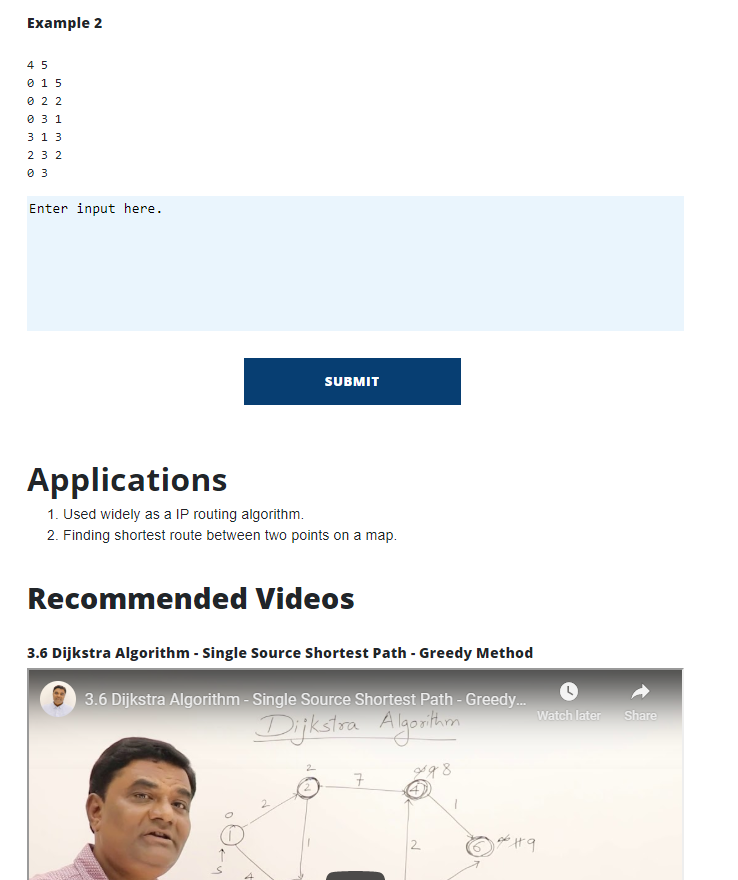 Example 2
4 5
0 1 5
0 2 2
0 3 1
3 1 3
2 3 2
0 3
Enter input here.
SUBMIT
Applications
1. Used widely as a IP routing algorithm.
2. Finding shortest route between two points on a map.
Recommended Videos
3.6 Dijkstra Algorithm - Single Source Shortest Path - Greedy Method
3.6 Dijkstra Algorithm - Single Source Shortest Path - Greedy...
Watch later
Share
Dijkstra Algorithm
2
8
2
7
4
0
2
1
1
1
2
6
9
S
4